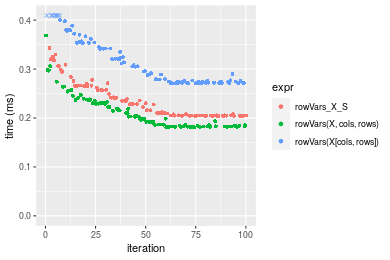 0.4
0.3
0.2
0.1
0.0
time (ms)
0
25
50
75
100
iteration
expr
rowVars_X_S
rowVars(X, cols, rows)
rowVars(X[cols, rows])